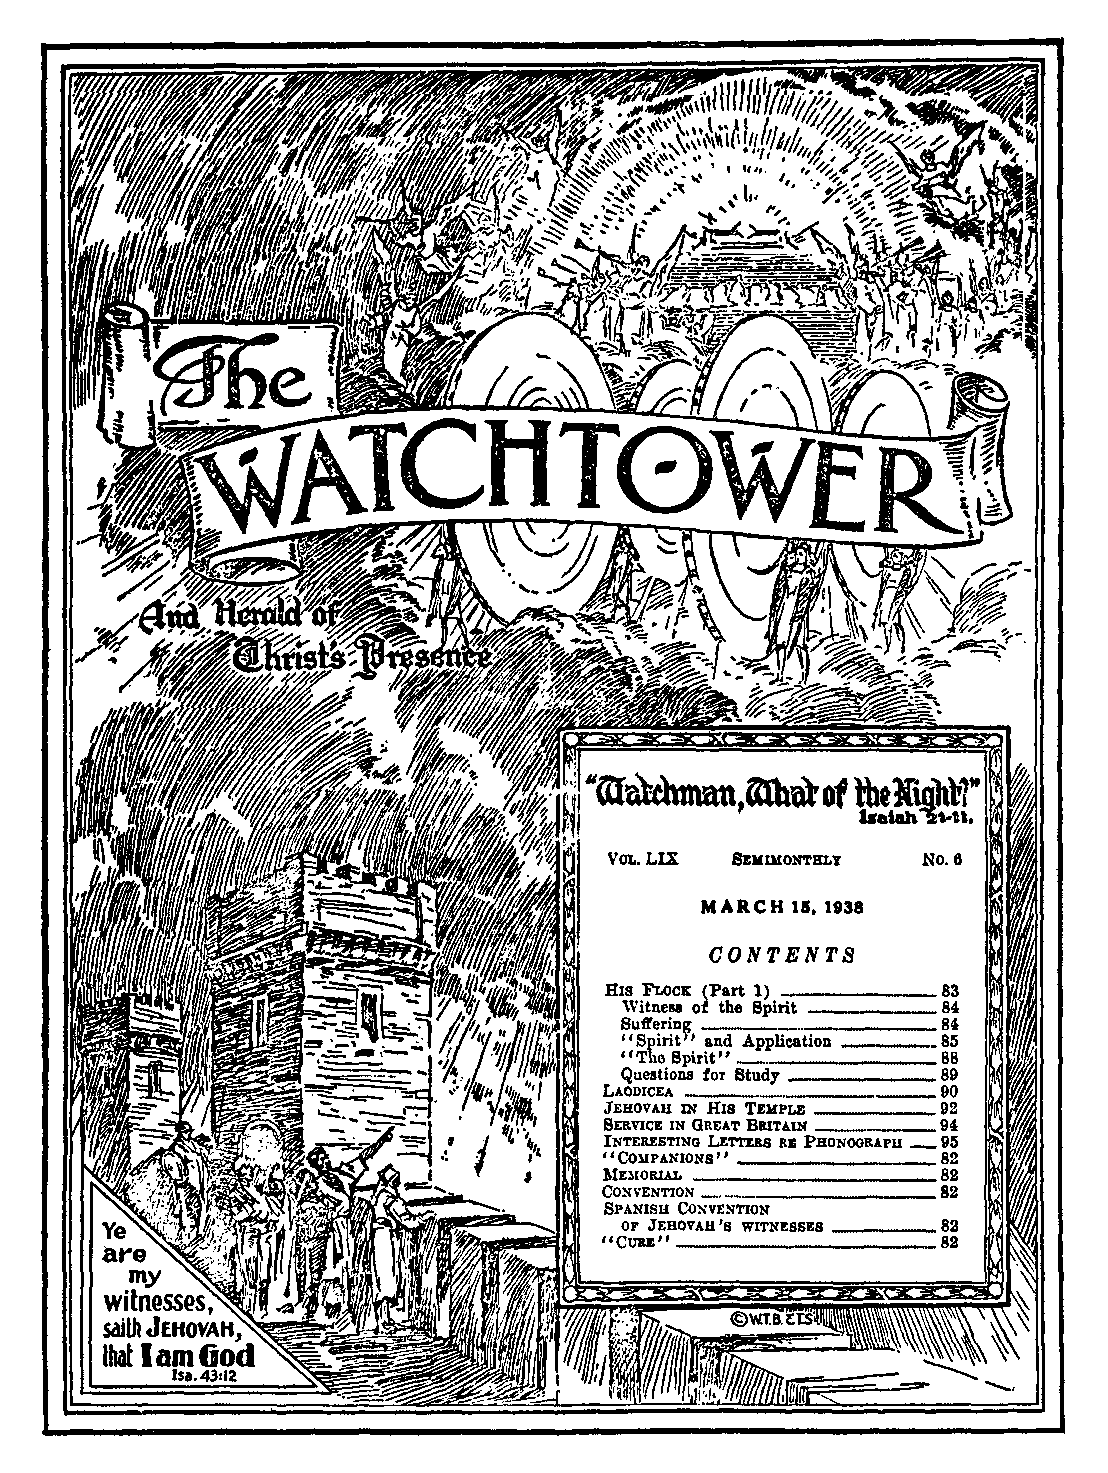 The
WATCHTOWER
And Herald of
Christ's Presence
"Watchman, What of the Night?"
Isaiah 21-11.
VOL. LIX SEMIMONTHLY No. 6
MARCH 15, 1938
CONTENTS
HIS FLOCK (Part 1) 83
Witness of the Spirit 84
Suffering 84
"Spirit" and Application 85
"The Spirit" 88
Questions for Study 89
LAODICEA 90
JEHOVAH IN HIS TEMPLE 92
SERVICE IN GREAT BRITAIN 94
INTERESTING LETTERS RE PHONOGRAPH 95
"COMPANIONS" 82
MEMORIAL 82
CONVENTION 82
SPANISH CONVENTION
OF JEHOVAH'S WITNESSES 82
"CURE" 82
©W.T.B.&T.S.
Ye
are
my
witnesses,
saith JEHOVAH,
that I am God
Isa. 43:12